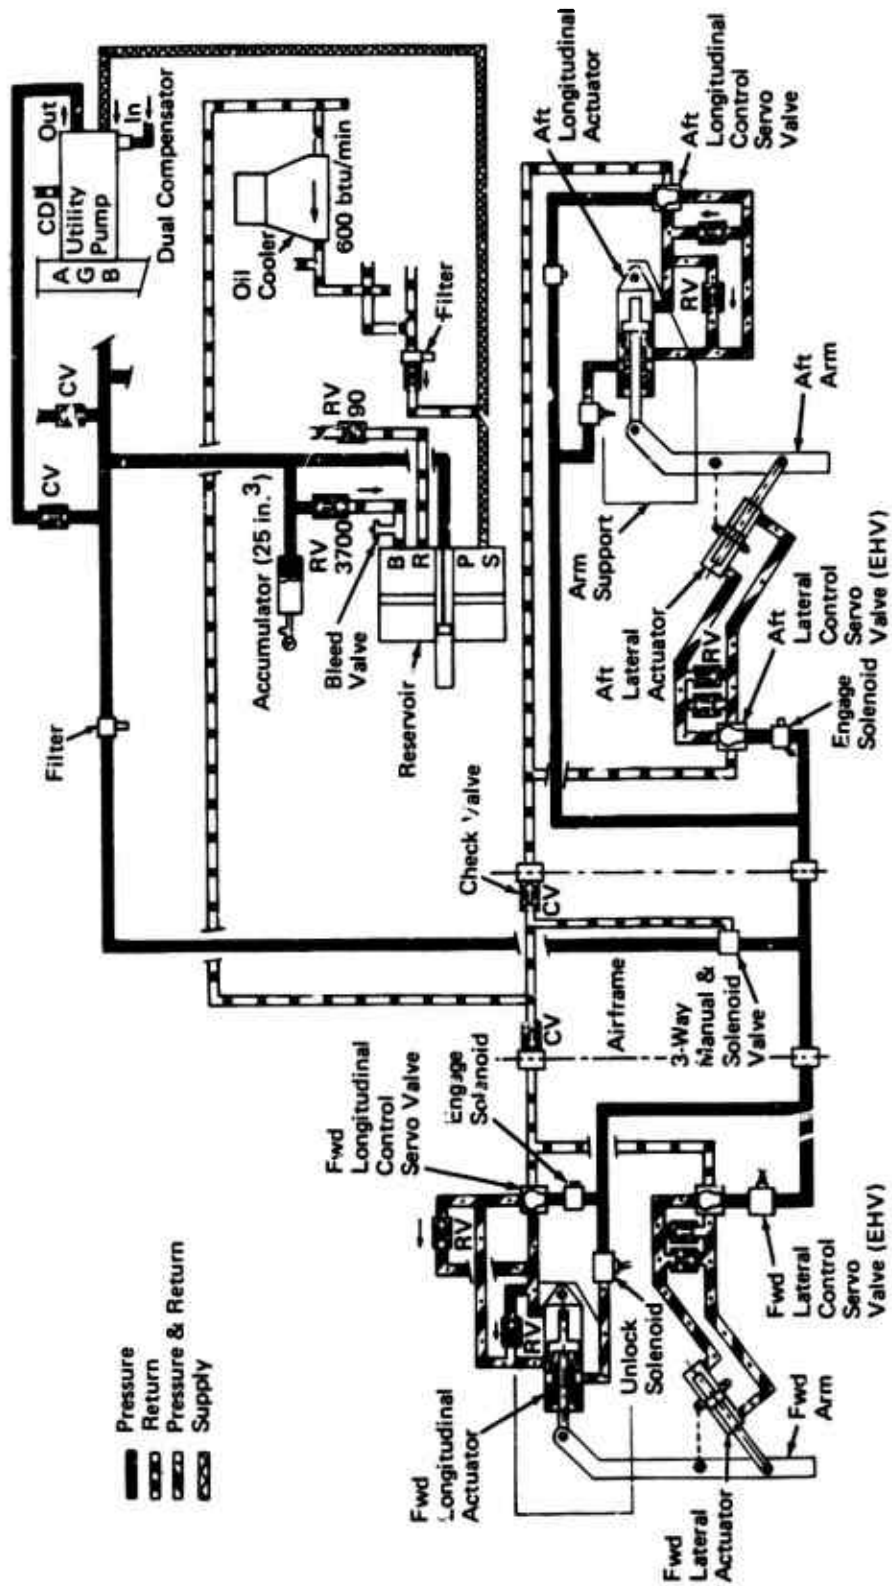 Pressure
Return
Pressure & Return
Supply
Filter
CV
CV
A
G
B
CD
Utility
Pump
Out
In
Dual Compensator
Accumulator (25 in.3)
RV
3700
Bleed
Valve
RV
90
B
R
P
S
Reservoir
Oil
Cooler
600 btu/min
Filter
Fwd
Longitudinal
Actuator
RV
RV
Fwd
Longitudinal
Control
Servo Valve
Engage
Solenoid
Unlock
Solenoid
Fwd
Lateral
Actuator
Fwd
Arm
Fwd
Lateral
Control
Servo
Valve (EHV)
CV
Airframe
3-Way
Manual &
Solenoid
Valve
Check Valve
CV
Aft
Lateral
Actuator
RV
Arm
Support
Aft
Lateral
Control
Servo
Valve (EHV)
Engage
Solenoid
Aft
Arm
RV
Aft
Longitudinal
Actuator
Aft
Longitudinal
Control
Servo
Valve